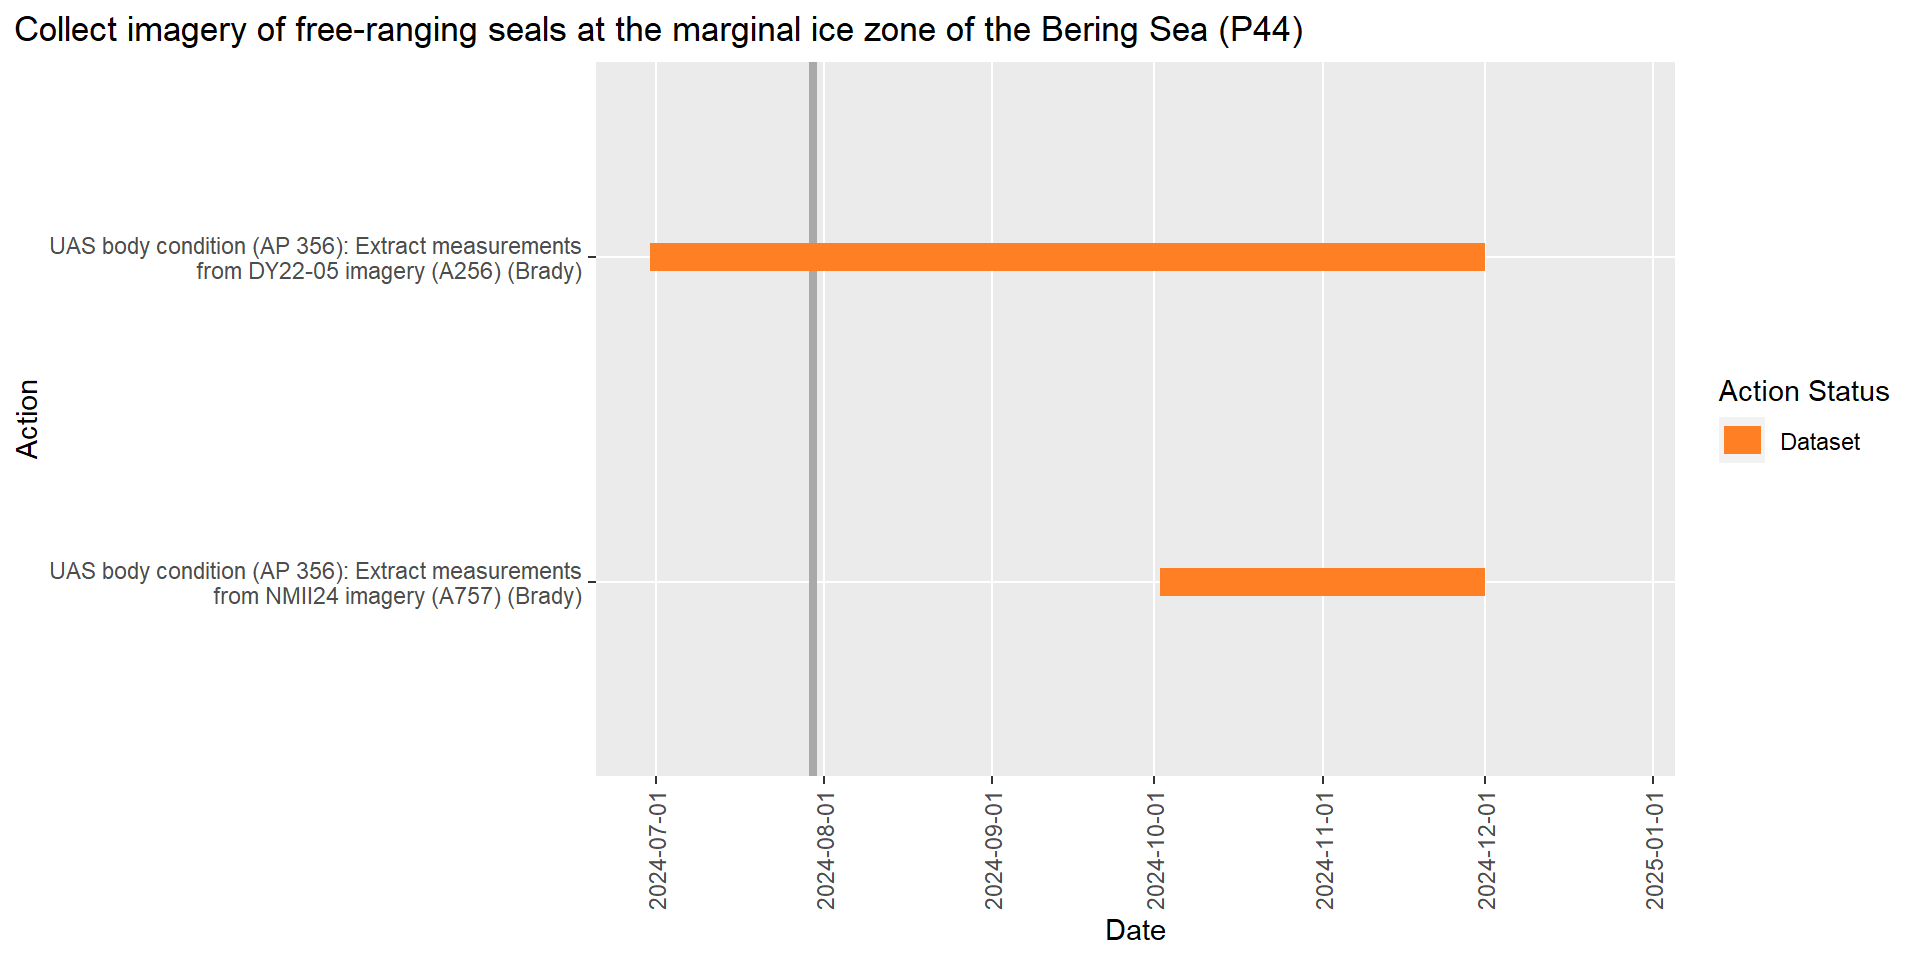 Collect imagery of free-ranging seals at the marginal ice zone of the Bering Sea (P44)
UAS body condition (AP 356): Extract measurements
from DY22-05 imagery (A256) (Brady)
UAS body condition (AP 356): Extract measurements
from NMII24 imagery (A757) (Brady)
Action
Action Status
Dataset
2024-07-01
2024-08-01
2024-09-01
2024-10-01
2024-11-01
2024-12-01
2025-01-01
Date